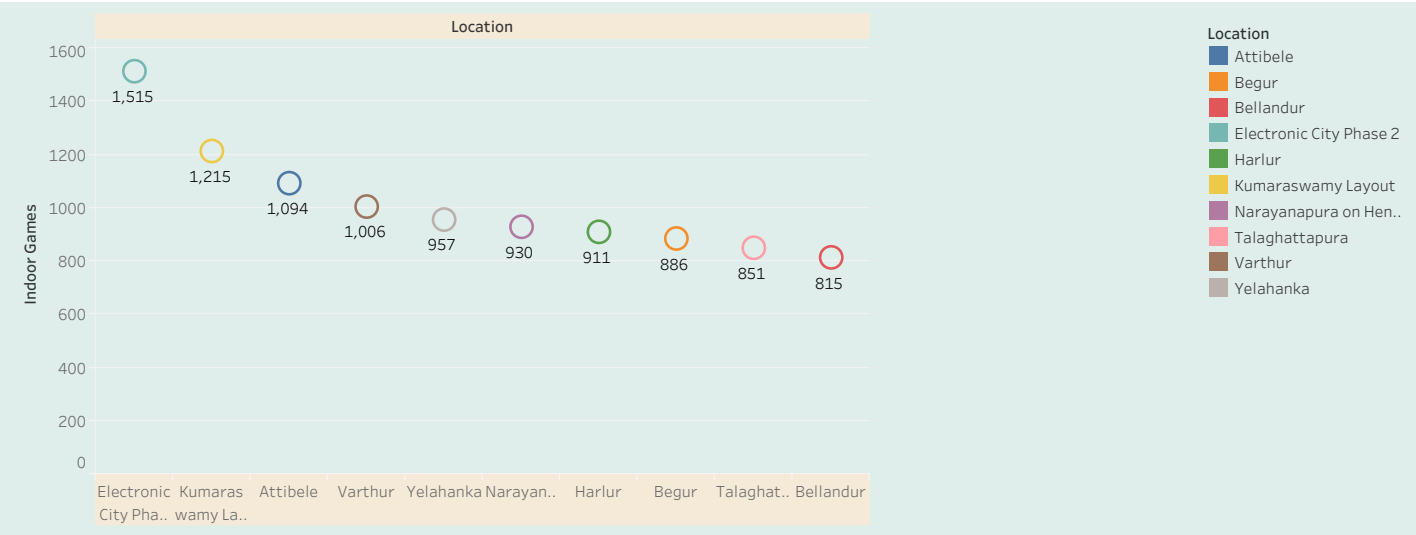 Location
1600
1400
1200
1000
800
600
400
200
0
Indoor Games
1,515
1,215
1,094
1,006
957
930
911
886
851
815
Electronic City Pha..
Kumaras wamy La..
Attibele
Varthur
Yelahanka
Narayan..
Harlur
Begur
Talaghat..
Bellandur
Location
Attibele
Begur
Bellandur
Electronic City Phase 2
Harlur
Kumaraswamy Layout
Narayanapura on Hen..
Talaghattapura
Varthur
Yelahanka